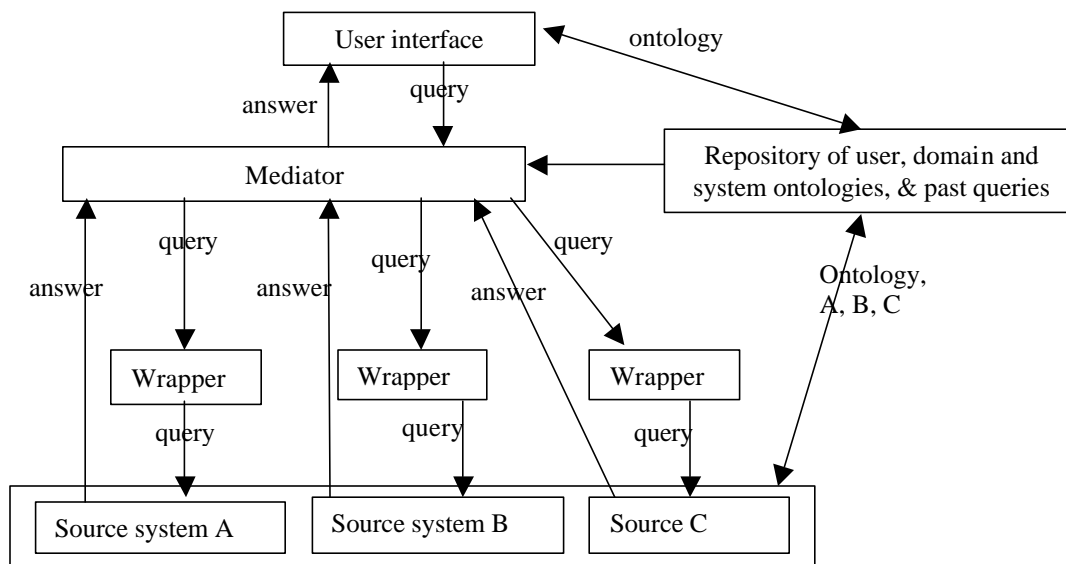 User interface
ontology
answer
query
Repository of user, domain and
system ontologies, & past queries
Mediator
query
query
query
answer
answer
answer
Ontology,
A, B, C
Wrapper
Wrapper
Wrapper
query
query
query
Source system A
Source system B
Source C